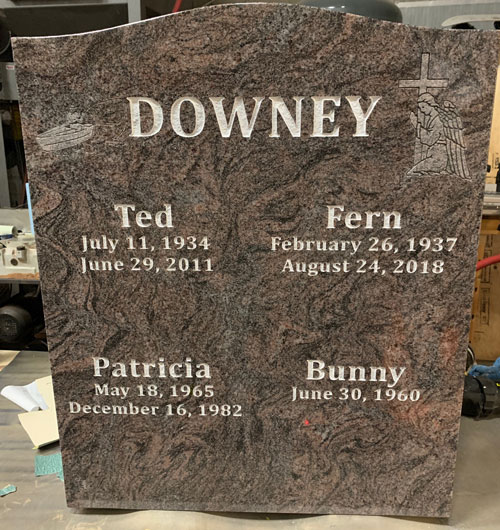 DOWNEY
Ted
July 11, 1934
June 29, 2011
Fern
February 26, 1937
August 24, 2018
Patricia
May 18, 1965
December 16, 1982
Bunny
June 30, 1960